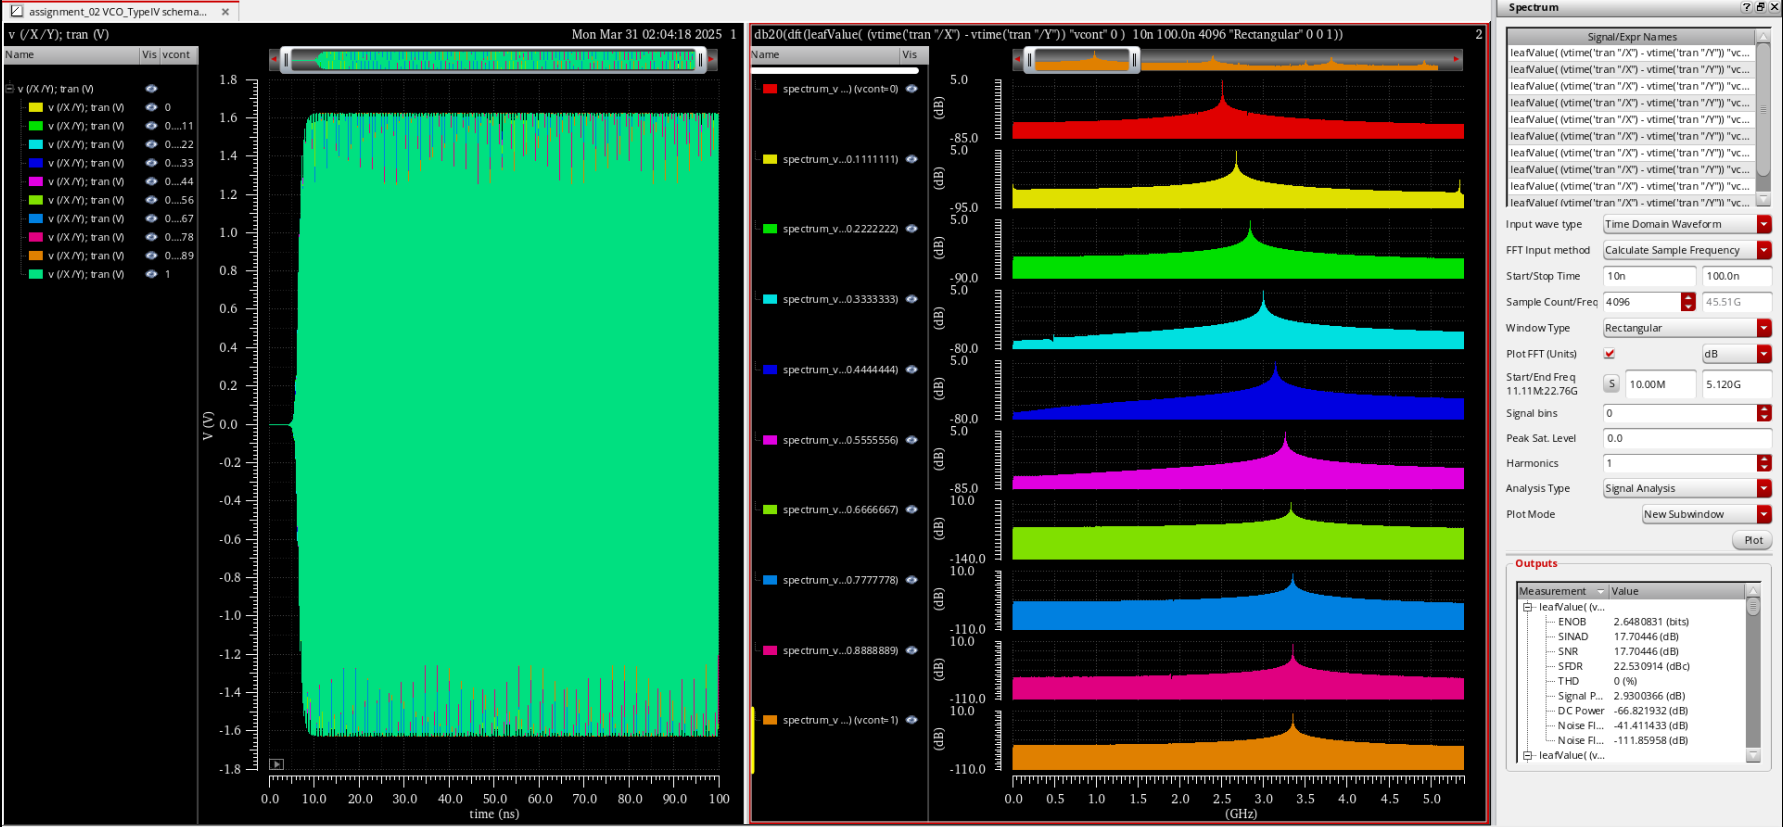 assignment_02 VCO_TypeIV schema...
v (/X /Y); tran (V)
Mon Mar 31 02:04:18 2025 1
Name Vis vcont
v (/X /Y); tran (V)
v (/X /Y); tran (V) 0
v (/X /Y); tran (V) 0....11
v (/X /Y); tran (V) 0....22
v (/X /Y); tran (V) 0....33
v (/X /Y); tran (V) 0....44
v (/X /Y); tran (V) 0....56
v (/X /Y); tran (V) 0....67
v (/X /Y); tran (V) 0....78
v (/X /Y); tran (V) 0....89
v (/X /Y); tran (V) 1
V (V)
1.8
1.6
1.4
1.2
1.0
0.8
0.6
0.4
0.2
0.0
-0.2
-0.4
-0.6
-0.8
-1.0
-1.2
-1.4
-1.6
-1.8
0.0 10.0 20.0 30.0 40.0 50.0 60.0 70.0 80.0 90.0 100
time (ns)
db20(dft(leafValue( (vtime('tran "/X") - vtime('tran "/Y")) "vcont" 0 ) 10n 100.0n 4096 "Rectangular" 0 0 1))
2
Name Vis
spectrum_v ...) (vcont=0)
5.0
(dB)
-85.0
spectrum_v...0.1111111)
5.0
(dB)
-95.0
spectrum_v...0.2222222)
5.0
(dB)
-90.0
spectrum_v...0.3333333)
5.0
(dB)
-80.0
spectrum_v...0.4444444)
5.0
(dB)
-80.0
spectrum_v...0.5555556)
5.0
(dB)
-85.0
spectrum_v...0.6666667)
10.0
(dB)
-140.0
spectrum_v...0.7777778)
10.0
(dB)
-110.0
spectrum_v...0.8888889)
10.0
(dB)
-110.0
spectrum_v ...) (vcont=1)
10.0
(dB)
-110.0
0.0 0.5 1.0 1.5 2.0 2.5 3.0 3.5 4.0 4.5 5.0
(GHz)
Spectrum
Signal/Expr Names
leafValue( (vtime('tran "/X") - vtime('tran "/Y")) "vc...
leafValue( (vtime('tran "/X") - vtime('tran "/Y")) "vc...
leafValue( (vtime('tran "/X") - vtime('tran "/Y")) "vc...
leafValue( (vtime('tran "/X") - vtime('tran "/Y")) "vc...
leafValue( (vtime('tran "/X") - vtime('tran "/Y")) "vc...
leafValue( (vtime('tran "/X") - vtime('tran "/Y")) "vc...
leafValue( (vtime('tran "/X") - vtime('tran "/Y")) "vc...
leafValue( (vtime('tran "/X") - vtime('tran "/Y")) "vc...
leafValue( (vtime('tran "/X") - vtime('tran "/Y")) "vc...
leafValue( (vtime('tran "/X") - vtime('tran "/Y")) "vc...
Input wave type Time Domain Waveform
FFT Input method Calculate Sample Frequency
Start/Stop Time 10n 100.0n
Sample Count/Freq 4096 45.51G
Window Type Rectangular
Plot FFT (Units) dB
Start/End Freq
11.11M:22.76G S 10.00M 5.120G
Signal bins 0
Peak Sat. Level 0.0
Harmonics 1
Analysis Type Signal Analysis
Plot Mode New Subwindow
Plot
Outputs
Measurement Value
leafValue( (v...
ENOB 2.6480831 (bits)
SINAD 17.70446 (dB)
SNR 17.70446 (dB)
SFDR 22.530914 (dBc)
THD 0 (%)
Signal P... 2.9300366 (dB)
DC Power -66.821932 (dB)
Noise Fl... -41.411433 (dB)
Noise Fl... -111.85958 (dB)
leafValue( (v...